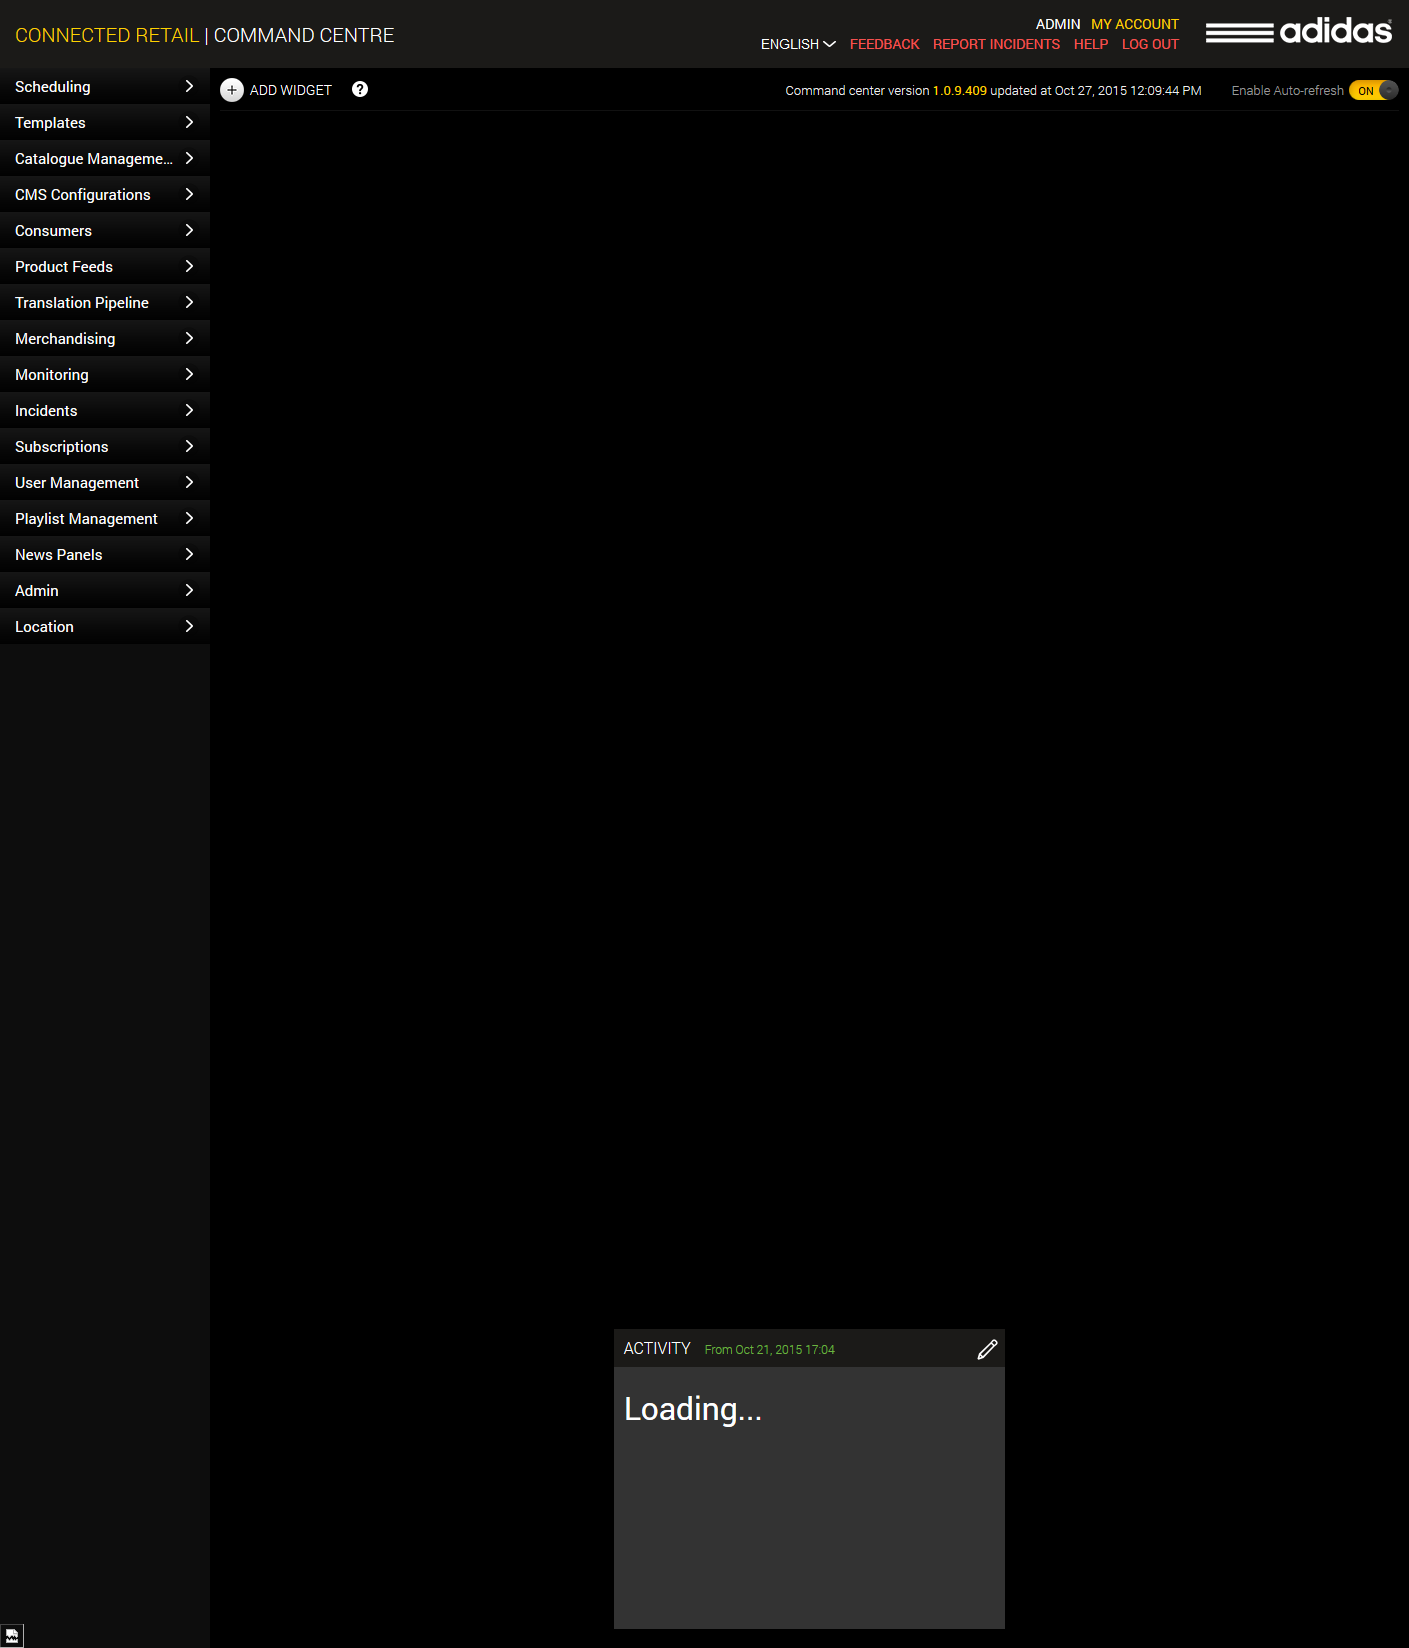 CONNECTED RETAIL | COMMAND CENTRE
ADMIN MY ACCOUNT
ENGLISH FEEDBACK REPORT INCIDENTS HELP LOG OUT
adidas
ADD WIDGET ?
Command center version 1.0.9.409 updated at Oct 27, 2015 12:09:44 PM
Enable Auto-refresh ON
Scheduling
Templates
Catalogue Manageme...
CMS Configurations
Consumers
Product Feeds
Translation Pipeline
Merchandising
Monitoring
Incidents
Subscriptions
User Management
Playlist Management
News Panels
Admin
Location
ACTIVITY From Oct 21, 2015 17:04
Loading...